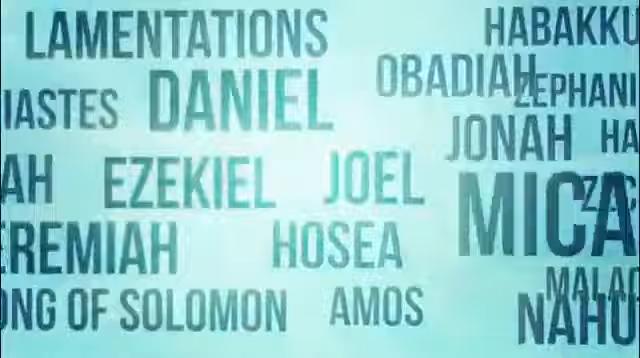 LAMENTATIONS
HABAKKU
OBADIAH
DANIEL
ZEPHANI
IASTES
JONAH
HA
AH
EZEKIEL
JOEL
MICA
EREMIAH
HOSEA
ONG OF SOLOMON
AMOS
MALAC
NAHU